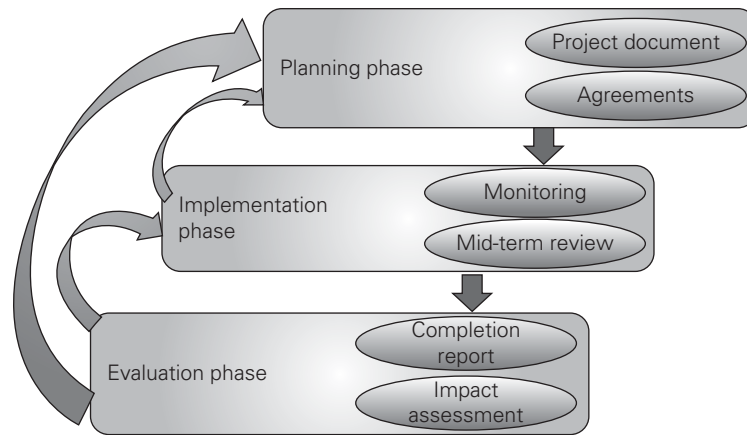 Planning phase
Project document
Agreements
Implementation
phase
Monitoring
Mid-term review
Evaluation phase
Completion
report
Impact
assessment